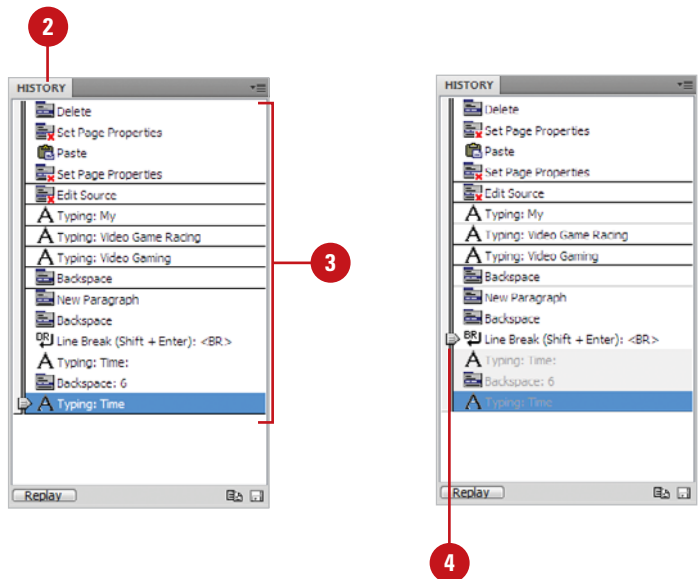 2
HISTORY
Delete
Set Page Properties
Paste
Set Page Properties
Edit Source
A Typing: My
A Typing: Video Game Racing
A Typing: Video Gaming
Backspace
New Paragraph
Backspace
BR Line Break (Shift + Enter): <BR>
A Typing: Time:
Backspace: 6
A Typing: Time
Replay
3
HISTORY
Delete
Set Page Properties
Paste
Set Page Properties
Edit Source
A Typing: My
A Typing: Video Game Racing
A Typing: Video Gaming
Backspace
New Paragraph
Backspace
BR Line Break (Shift + Enter): <BR>
A Typing: Time:
Backspace: 6
A Typing: Time
Replay
4